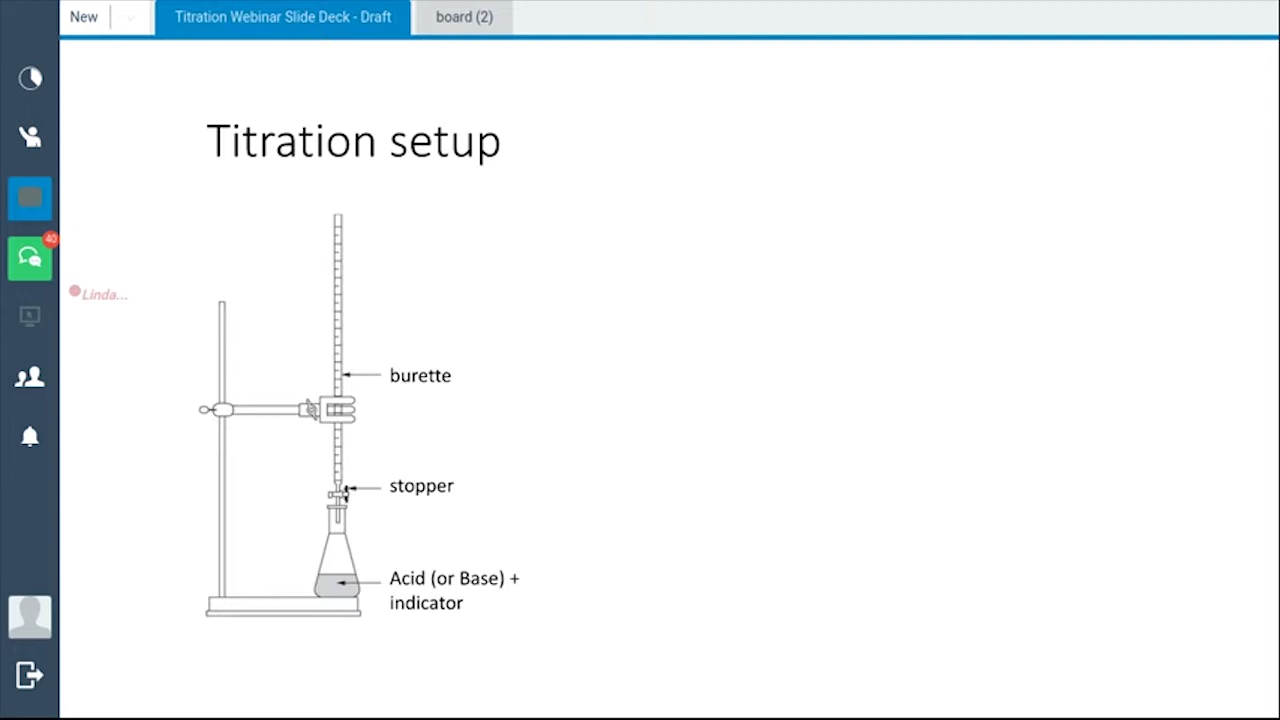 New
Titration Webinar Slide Deck - Draft
board (2)
40
Titration setup
Linda...
burette
stopper
Acid (or Base) +
indicator